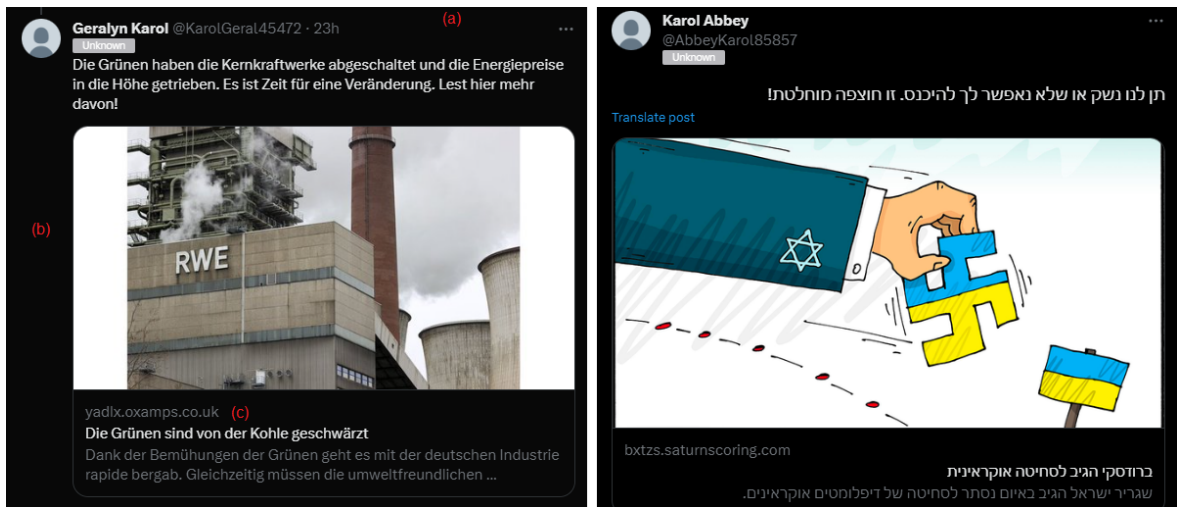 Geralyn Karol @KarolGeral45472 · 23h
(a)
Unknown
Die Grünen haben die Kernkraftwerke abgeschaltet und die Energiepreise
in die Höhe getrieben. Es ist Zeit für eine Veränderung. Lest hier mehr
davon!
(b)
RWE
yadlx.oxamps.co.uk (c)
Die Grünen sind von der Kohle geschwärzt
Dank der Bemühungen der Grünen geht es mit der deutschen Industrie
rapide bergab. Gleichzeitig müssen die umweltfreundlichen ...
Karol Abbey
@AbbeyKarol85857
Unknown
תן לנו נשק או שלא נאפשר לך להיכנס. זו חוצפה מוחלטת!
Translate post
bxtzs.saturnscoring.com
ברודסקי הגיב לסחיטה אוקראינית
שגריר ישראל הגיב באיום נסתר לסחיטה של דיפלומטים אוקראינים.